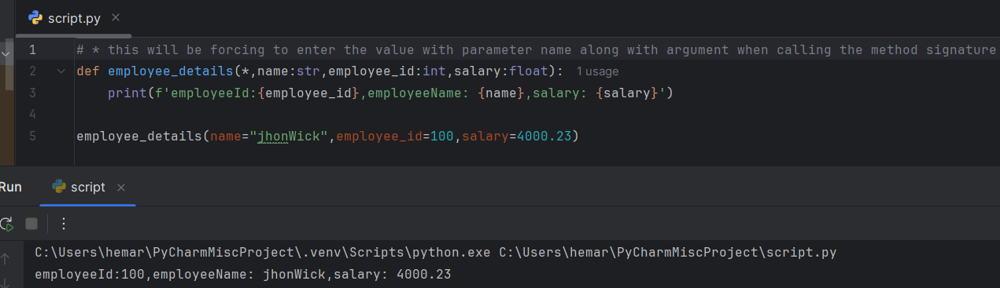 script.py
1 # * this will be forcing to enter the value with parameter name along with argument when calling the method signature
2 def employee_details(*,name:str,employee_id:int,salary:float): 1 usage
3 print(f'employeeId:{employee_id},employeeName: {name},salary: {salary}')
4
5 employee_details(name="jhonWick",employee_id=100,salary=4000.23)
Run script
C:\Users\hemar\PyCharmMiscProject\.venv\Scripts\python.exe C:\Users\hemar\PyCharmMiscProject\script.py
employeeId:100,employeeName: jhonWick,salary: 4000.23